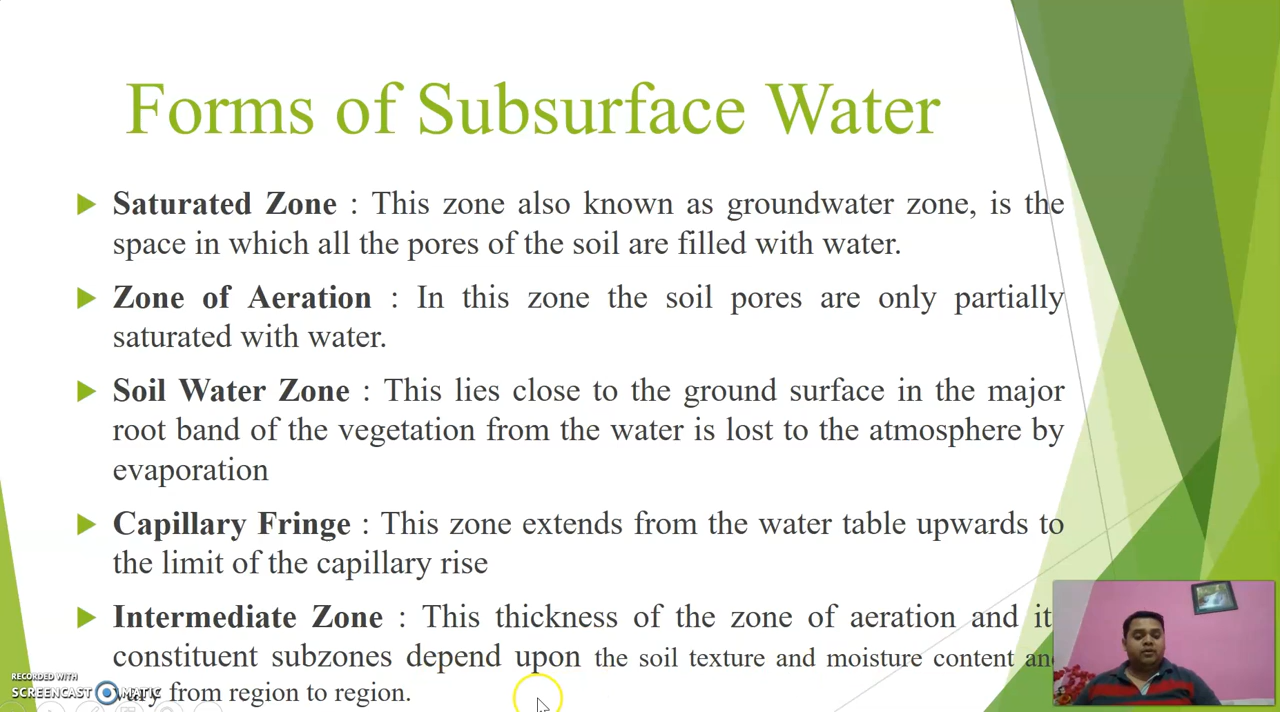 Forms of Subsurface Water
Saturated Zone : This zone also known as groundwater zone, is the
space in which all the pores of the soil are filled with water.
Zone of Aeration : In this zone the soil pores are only partially
saturated with water.
Soil Water Zone : This lies close to the ground surface in the major
root band of the vegetation from the water is lost to the atmosphere by
evaporation
Capillary Fringe : This zone extends from the water table upwards to
the limit of the capillary rise
Intermediate Zone : This thickness of the zone of aeration and it
constituent subzones depend upon the soil texture and moisture content an
vary from region to region.
RECORDED WITH
SCREENCAST MATIC